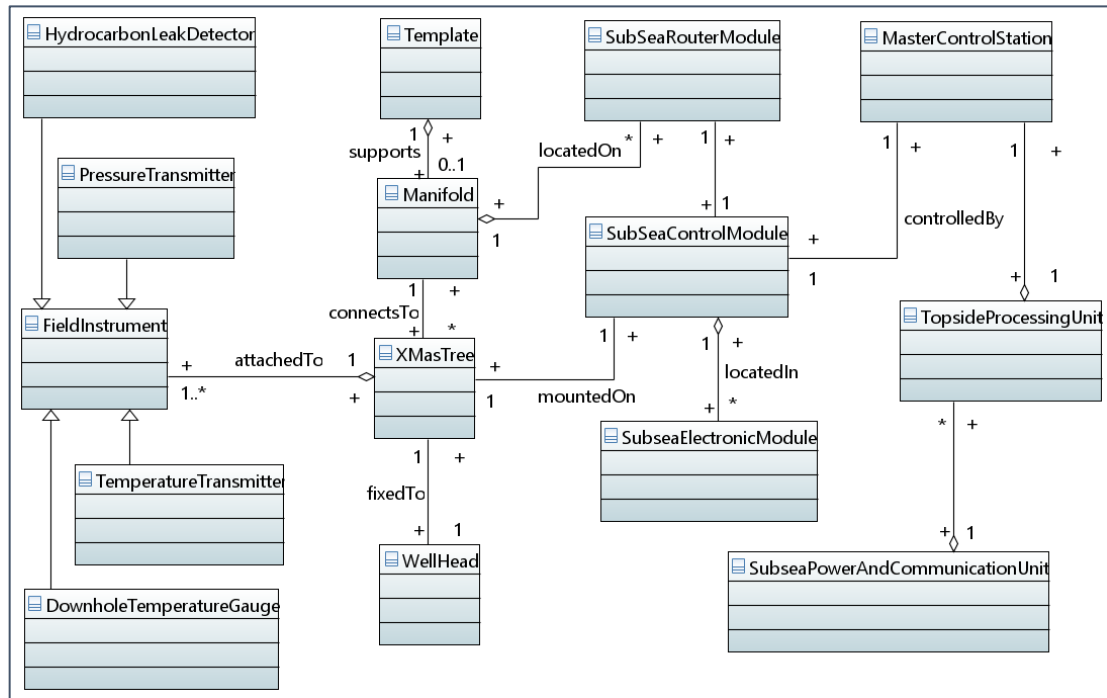 HydrocarbonLeakDetector
Template
SubSeaRouterModule
MasterControlStation
1 +
supports
0..1
+
* +
locatedOn
1 +
1 +
1 +
PressureTransmitter
Manifold
+
1
+ 1
SubSeaControlModule
controlledBy
+
1
1 +
connectsTo
+ *
+ 1
FieldInstrument
attachedTo
+
1..*
1
+
XMasTree
+
1
mountedOn
1 +
1 +
locatedIn
+ *
TopsideProcessingUnit
* +
SubseaElectronicModule
TemperatureTransmitter
1 +
fixedTo
+ 1
WellHead
+ 1
SubseaPowerAndCommunicationUnit
DownholeTemperatureGauge